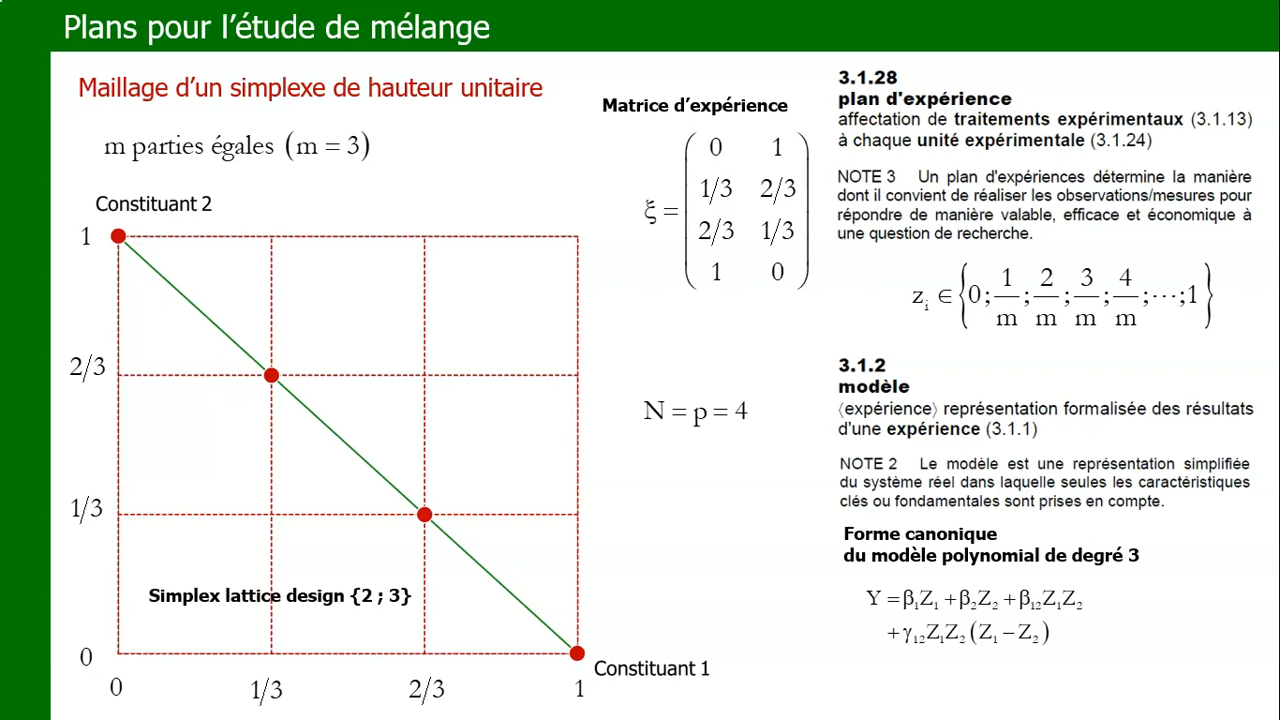 Plans pour l’étude de mélange
Maillage d’un simplexe de hauteur unitaire
m parties égales (m = 3)
Constituant 2
1
2/3
1/3
0
0
1/3
2/3
1
Constituant 1
Simplex lattice design {2 ; 3}
Matrice d’expérience
ξ =
0 1
1/3 2/3
2/3 1/3
1 0
N = p = 4
3.1.28
plan d'expérience
affectation de traitements expérimentaux (3.1.13)
à chaque unité expérimentale (3.1.24)
NOTE 3 Un plan d'expériences détermine la manière
dont il convient de réaliser les observations/mesures pour
répondre de manière valable, efficace et économique à
une question de recherche.
zi ∈ {0 ; 1/m ; 2/m ; 3/m ; 4/m ; ⋯ ; 1}
3.1.2
modèle
〈expérience〉 représentation formalisée des résultats
d'une expérience (3.1.1)
NOTE 2 Le modèle est une représentation simplifiée
du système réel dans laquelle seules les caractéristiques
clés ou fondamentales sont prises en compte.
Forme canonique
du modèle polynomial de degré 3
Y = β1Z1 + β2Z2 + β12Z1Z2
+ γ12Z1Z2 (Z1 − Z2)